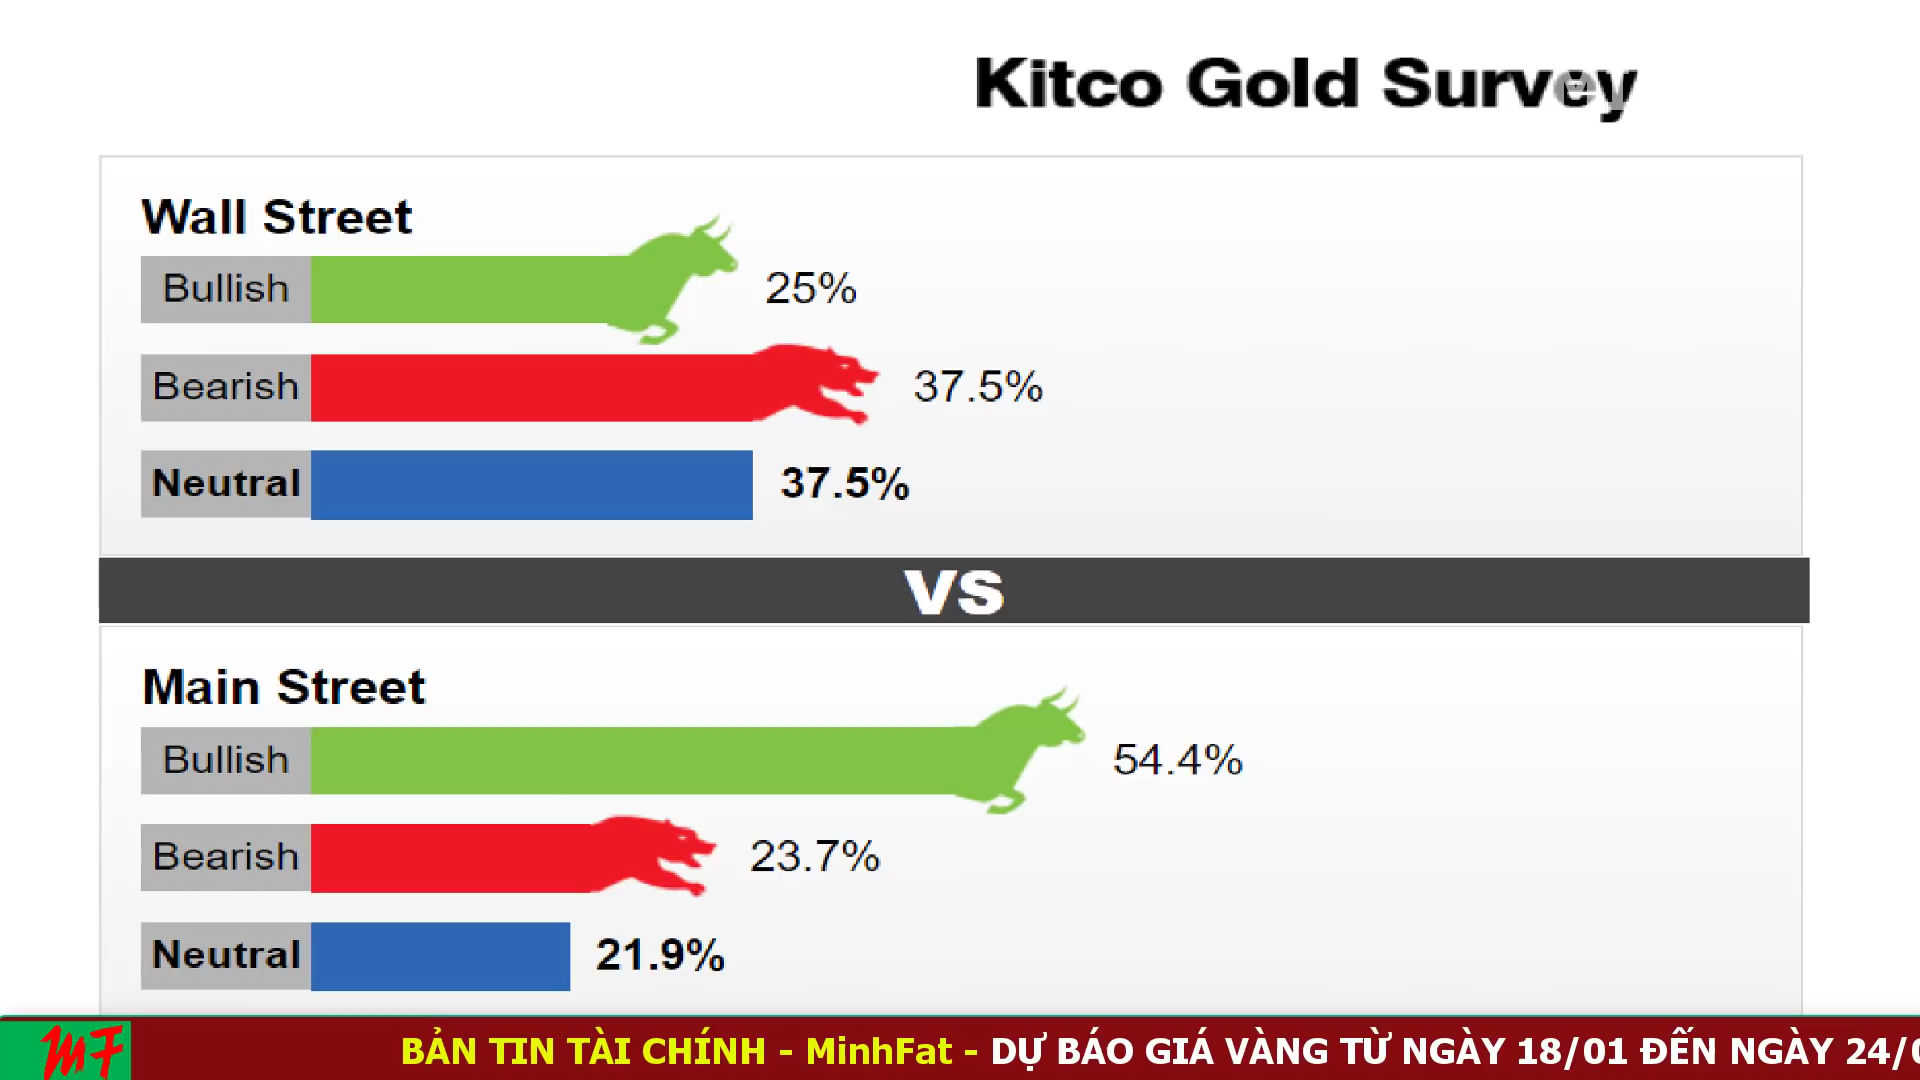 Kitco Gold Survey
Wall Street
Bullish 25%
Bearish 37.5%
Neutral 37.5%
VS
Main Street
Bullish 54.4%
Bearish 23.7%
Neutral 21.9%
MF BẢN TIN TÀI CHÍNH - MinhFat - DỰ BÁO GIÁ VÀNG TỪ NGÀY 18/01 ĐẾN NGÀY 24/0